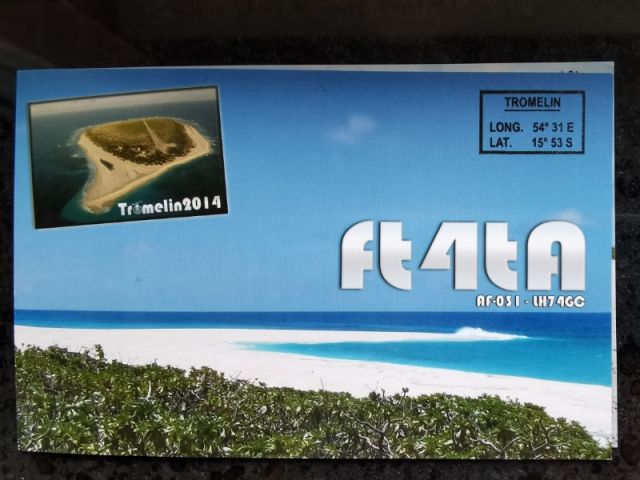 TROMELIN
LONG. 54° 31 E
LAT. 15° 53 S
Tromelin2014
ft4tA
AF-031 - LH74GC